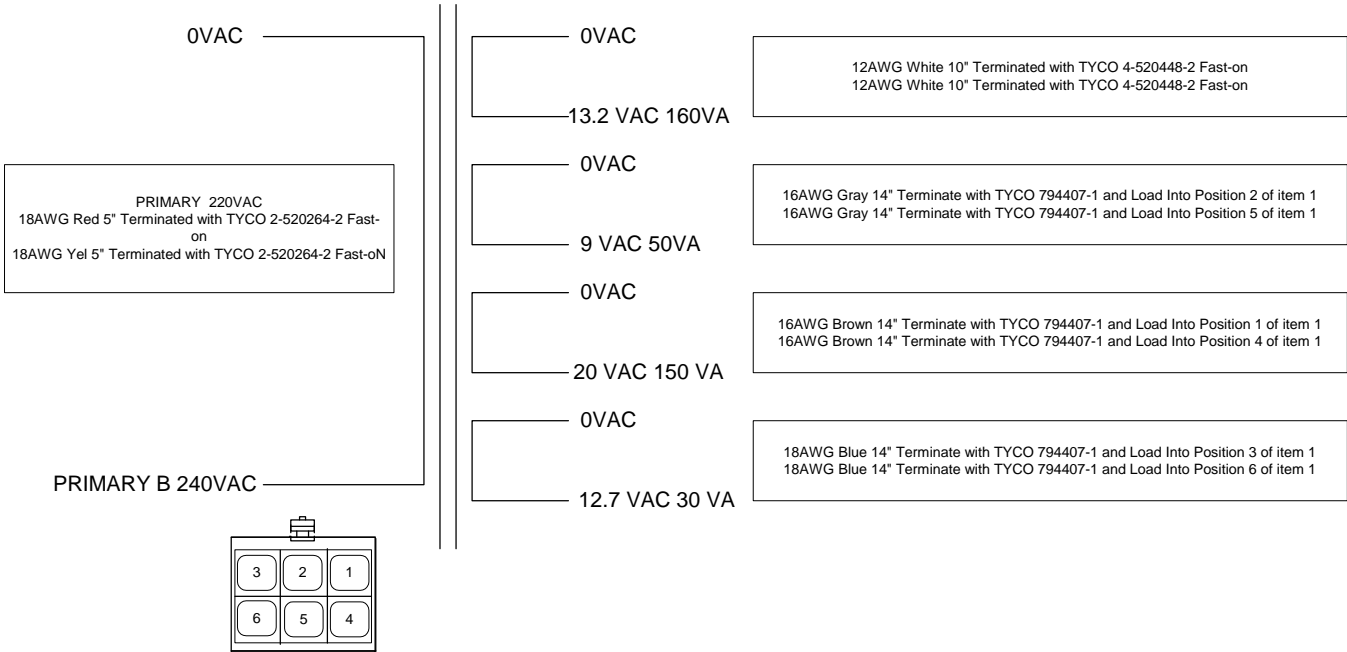 0VAC
PRIMARY 220VAC
18AWG Red 5" Terminated with TYCO 2-520264-2 Fast-
on
18AWG Yel 5" Terminated with TYCO 2-520264-2 Fast-oN
PRIMARY B 240VAC
0VAC
13.2 VAC 160VA
12AWG White 10" Terminated with TYCO 4-520448-2 Fast-on
12AWG White 10" Terminated with TYCO 4-520448-2 Fast-on
0VAC
9 VAC 50VA
16AWG Gray 14" Terminate with TYCO 794407-1 and Load Into Position 2 of item 1
16AWG Gray 14" Terminate with TYCO 794407-1 and Load Into Position 5 of item 1
0VAC
20 VAC 150 VA
16AWG Brown 14" Terminate with TYCO 794407-1 and Load Into Position 1 of item 1
16AWG Brown 14" Terminate with TYCO 794407-1 and Load Into Position 4 of item 1
0VAC
12.7 VAC 30 VA
18AWG Blue 14" Terminate with TYCO 794407-1 and Load Into Position 3 of item 1
18AWG Blue 14" Terminate with TYCO 794407-1 and Load Into Position 6 of item 1
3 2 1
6 5 4